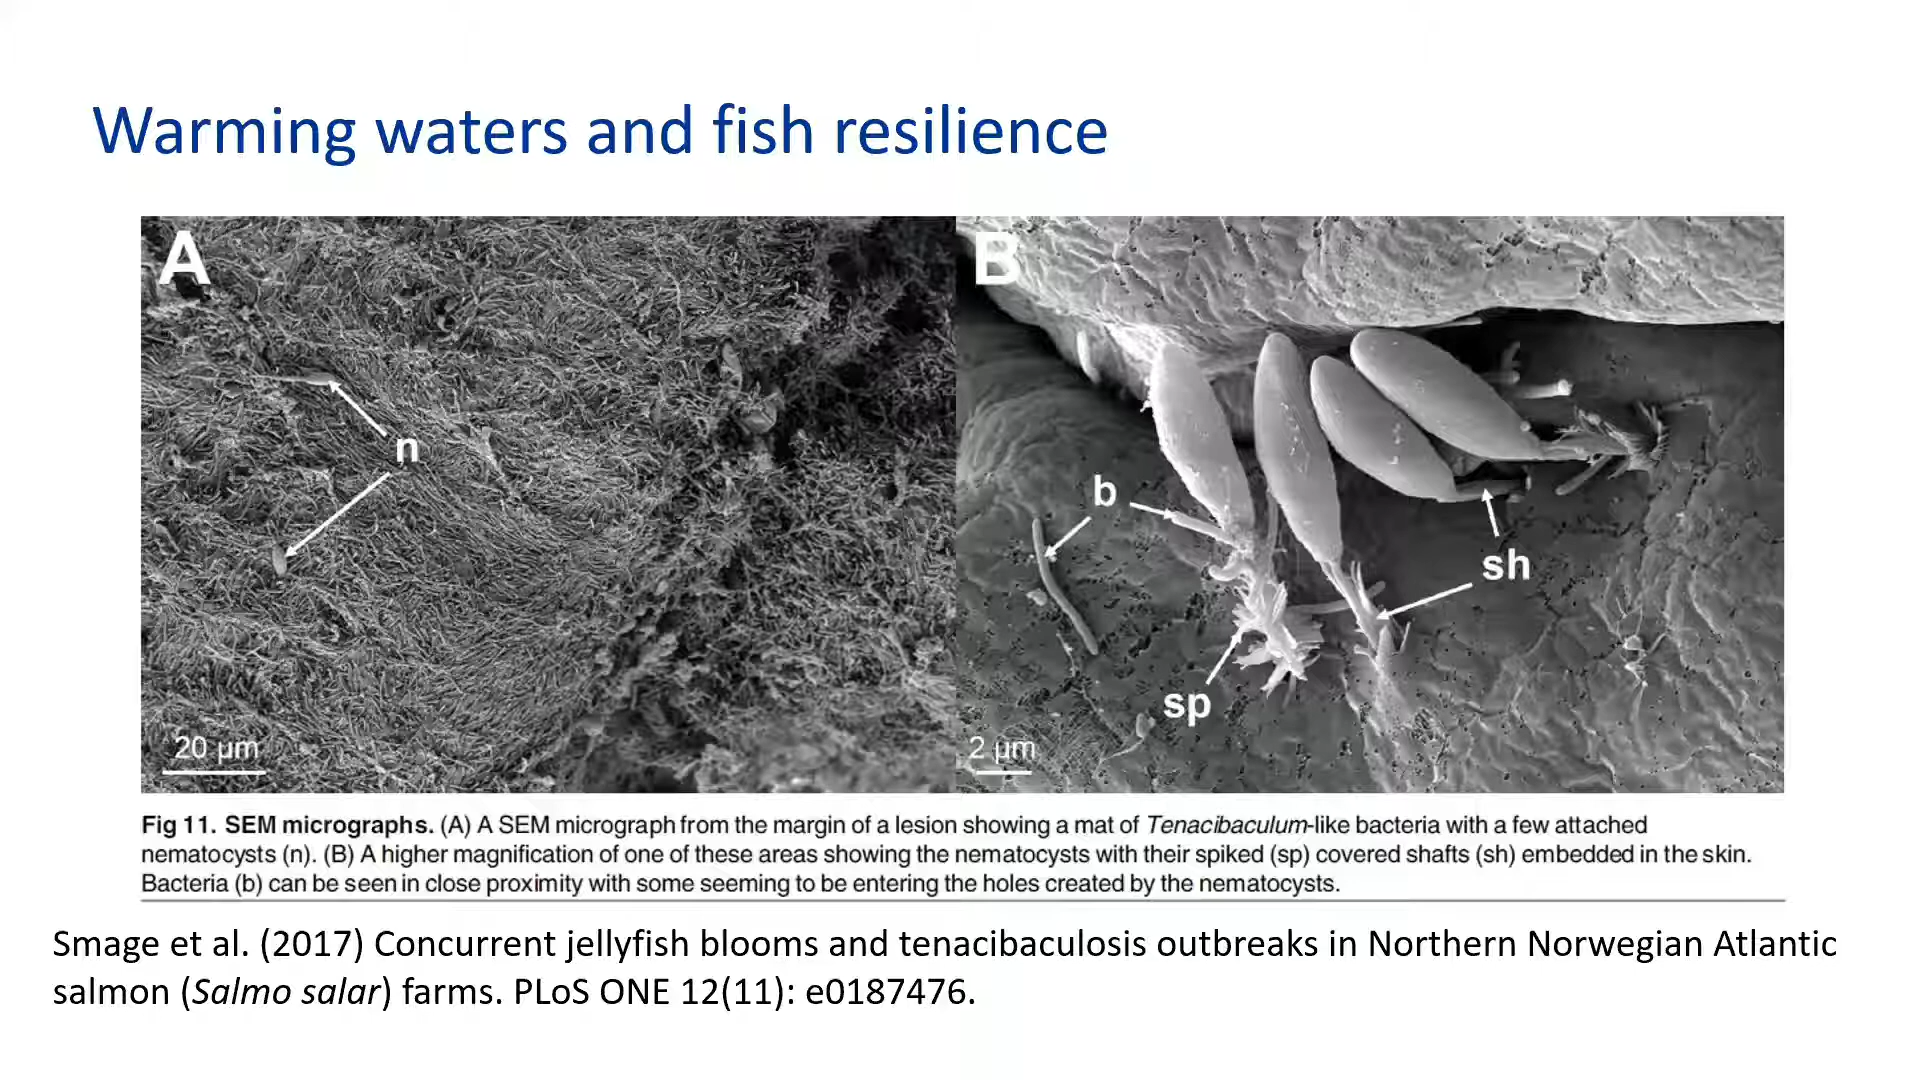 Warming waters and fish resilience
A
B
n
b
sh
sp
20 µm
2 µm
Fig 11. SEM micrographs. (A) A SEM micrograph from the margin of a lesion showing a mat of Tenacibaculum-like bacteria with a few attached
nematocysts (n). (B) A higher magnification of one of these areas showing the nematocysts with their spiked (sp) covered shafts (sh) embedded in the skin.
Bacteria (b) can be seen in close proximity with some seeming to be entering the holes created by the nematocysts.
Smage et al. (2017) Concurrent jellyfish blooms and tenacibaculosis outbreaks in Northern Norwegian Atlantic
salmon (Salmo salar) farms. PLoS ONE 12(11): e0187476.